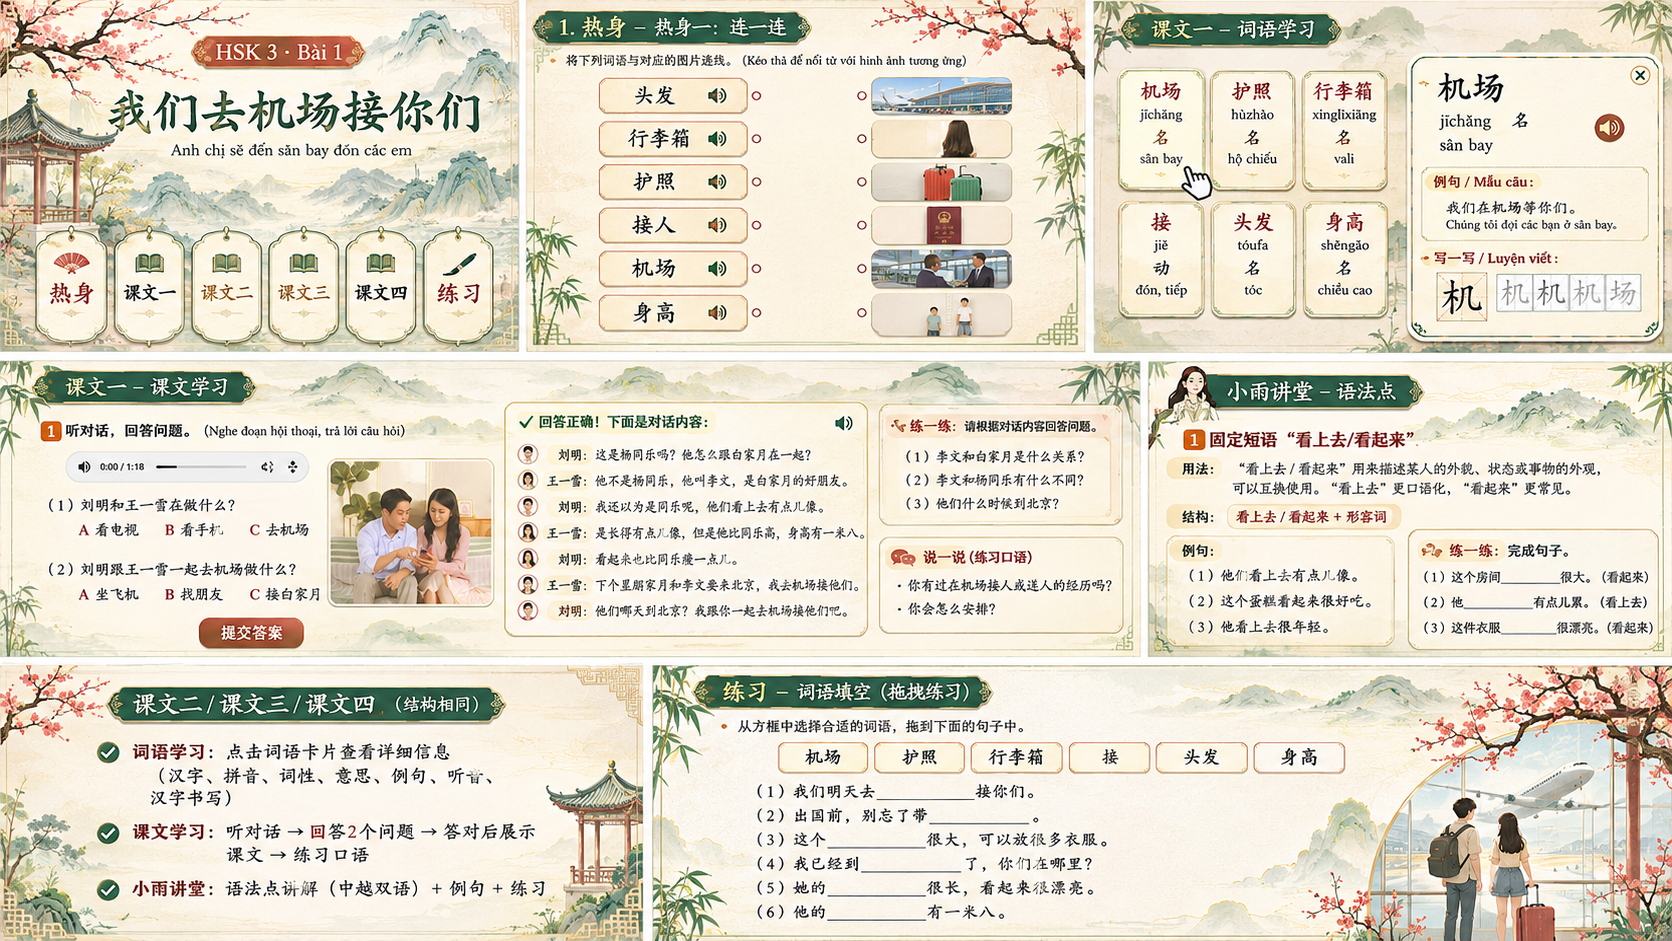 HSK 3 · Bài 1
我们去机场接你们
Anh chị sẽ đến sân bay đón các em
热身
课文一
课文二
课文三
课文四
练习
1. 热身 – 热身一：连一连
将下列词语与对应的图片连线。 (Kéo thả để nối từ với hình ảnh tương ứng)
头发
行李箱
护照
接人
机场
身高
课文一 – 词语学习
机场
jīchǎng
名
sân bay
护照
hùzhào
名
hộ chiếu
行李箱
xínglǐxiāng
名
vali
接
jiē
动
đón, tiếp
头发
tóufa
名
tóc
身高
shēngāo
名
chiều cao
机场
jīchǎng 名
sân bay
例句 / Mẫu câu：
我们在机场等你们。
Chúng tôi đợi các bạn ở sân bay.
写一写 / Luyện viết：
机 机 机 机 场
课文一 – 课文学习
1 听对话，回答问题。 (Nghe đoạn hội thoại, trả lời câu hỏi)
0:00 / 1:18
（1）刘明和王一雪在做什么？
A 看电视 B 看手机 C 去机场
（2）刘明跟王一雪一起去机场做什么？
A 坐飞机 B 找朋友 C 接白家月
提交答案
回答正确！下面是对话内容：
刘明：这是杨同乐吗？他怎么跟白家月在一起？
王一雪：他不是杨同乐，他叫李文，是白家月的好朋友。
刘明：我还以为是同乐呢，他们看上去有点儿像。
王一雪：是长得有点儿像，但是他比同乐高，身高有一米八。
刘明：看起来也比同乐瘦一点儿。
王一雪：下个星期家月和李文要来北京，我去机场接他们。
对明：他们哪天到北京？我跟你一起去机场接他们吧。
练一练：请根据对话内容回答问题。
（1）李文和白家月是什么关系？
（2）李文和杨同乐有什么不同？
（3）他们什么时候到北京？
说一说（练习口语）
· 你有过在机场接人或送人的经历吗？
· 你会怎么安排？
小雨讲堂 – 语法点
1 固定短语 “看上去/看起来”
用法： “看上去 / 看起来”用来描述某人的外貌、状态或事物的外观，
可以互换使用。“看上去”更口语化，“看起来”更常见。
结构： 看上去 / 看起来 + 形容词
例句：
（1）他们看上去有点儿像。
（2）这个蛋糕看起来很好吃。
（3）他看上去很年轻。
练一练：完成句子。
（1）这个房间________很大。（看起来）
（2）他__________有点儿累。（看上去）
（3）这件衣服________很漂亮。（看起来）
课文二 / 课文三 / 课文四 （结构相同）
词语学习：点击词语卡片查看详细信息
（汉字、拼音、词性、意思、例句、听音、
汉字书写）
课文学习：听对话 → 回答2个问题 → 答对后展示
课文 → 练习口语
小雨讲堂：语法点讲解（中越双语）+ 例句 + 练习
练习 – 词语填空（拖拽练习）
• 从方框中选择合适的词语，拖到下面的句子中。
机场 护照 行李箱 接 头发 身高
（1）我们明天去__________接你们。
（2）出国前，别忘了带__________。
（3）这个__________很大，可以放很多衣服。
（4）我已经到__________了，你们在哪里？
（5）她的__________很长，看起来很漂亮。
（6）他的__________有一米八。